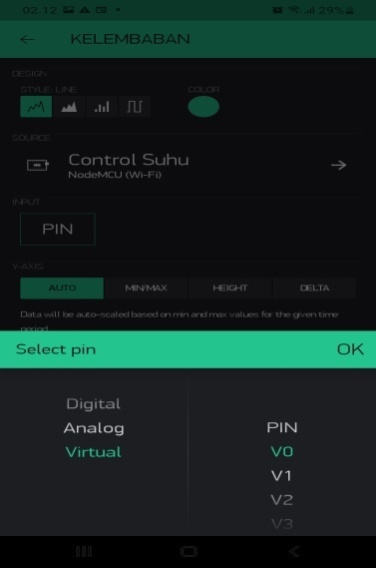 02.12
29%
KELEMBABAN
DESIGN
STYLE: LINE
COLOR
SOURCE
Control Suhu
NodeMCU (Wi-Fi)
INPUT
PIN
Y-AXIS
AUTO MIN/MAX HEIGHT DELTA
Data will be auto-scaled based on min and max values for the given time
period.
Select pin OK
Digital
Analog
Virtual
PIN
V0
V1
V2
V3